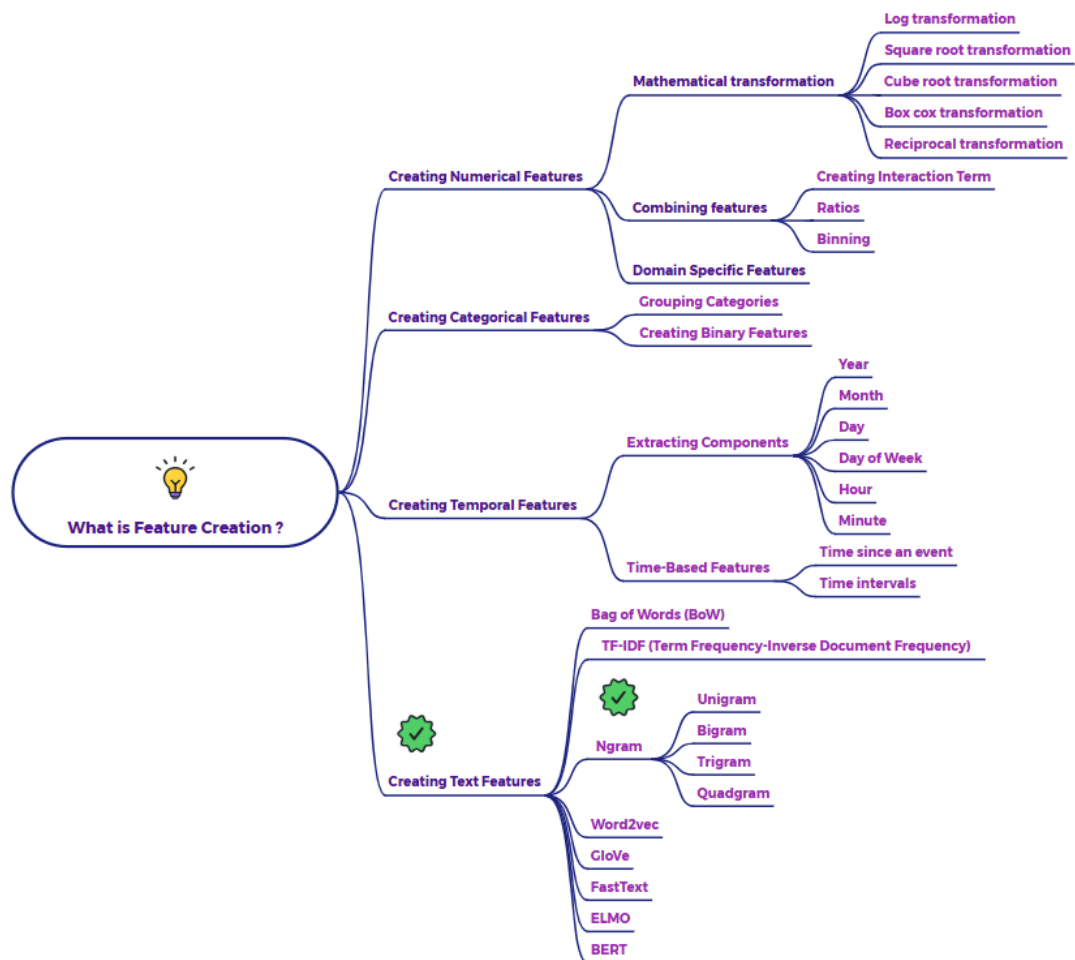 What is Feature Creation ?
Creating Numerical Features
Mathematical transformation
Log transformation
Square root transformation
Cube root transformation
Box cox transformation
Reciprocal transformation
Combining features
Creating Interaction Term
Ratios
Binning
Domain Specific Features
Creating Categorical Features
Grouping Categories
Creating Binary Features
Creating Temporal Features
Extracting Components
Year
Month
Day
Day of Week
Hour
Minute
Time-Based Features
Time since an event
Time intervals
Creating Text Features
Bag of Words (BoW)
TF-IDF (Term Frequency-Inverse Document Frequency)
Ngram
Unigram
Bigram
Trigram
Quadgram
Word2vec
GloVe
FastText
ELMO
BERT